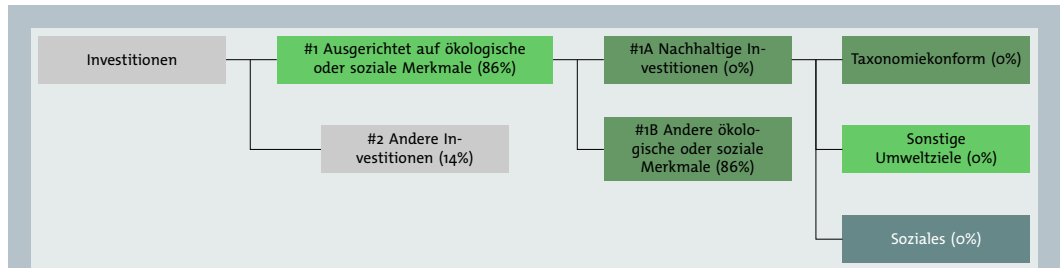 Investitionen
#1 Ausgerichtet auf ökologische
oder soziale Merkmale (86%)
#1A Nachhaltige In-
vestitionen (0%)
Taxonomiekonform (0%)
#2 Andere In-
vestitionen (14%)
#1B Andere ökolo-
gische oder soziale
Merkmale (86%)
Sonstige
Umweltziele (0%)
Soziales (0%)